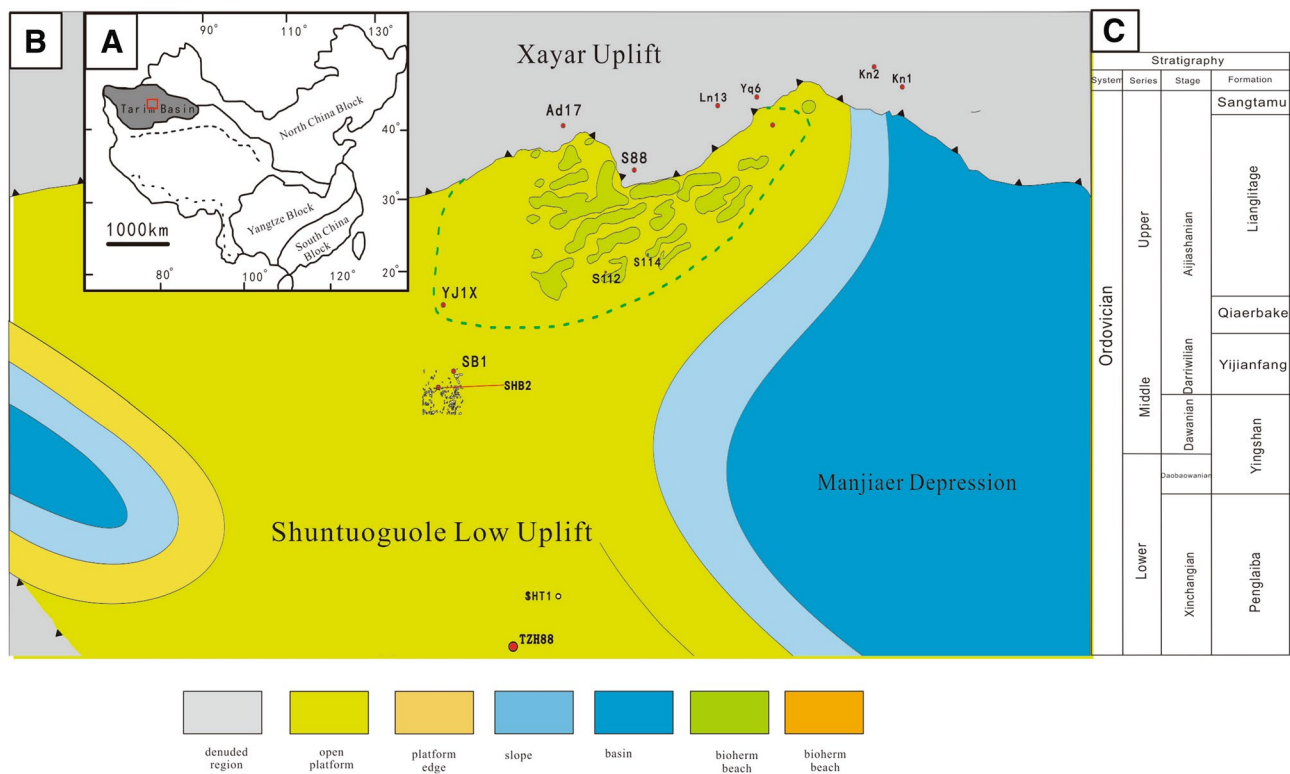 B
A
90°
110°
130°
Tarim Basin
North China Block
40°
30°
Yangtze Block
South China
Block
1000km
20°
80°
100°
120°
Xayar Uplift
Kn2
Kn1
Yq6
Ln13
Ad17
S88
S114
S112
YJ1X
SB1
SHB2
Manjiaer Depression
Shuntuoguole Low Uplift
SHT1
TZH88
C
Stratigraphy
System
Series
Stage
Formation
Ordovician
Upper
Middle
Lower
Aijiashanian
Darriwilian
Dawanian
Daobaowanian
Xinchangian
Sangtamu
Lianglitage
Qiaerbake
Yijianfang
Yingshan
Penglaiba
denuded
region
open
platform
platform
edge
slope
basin
bioherm
beach
bioherm
beach